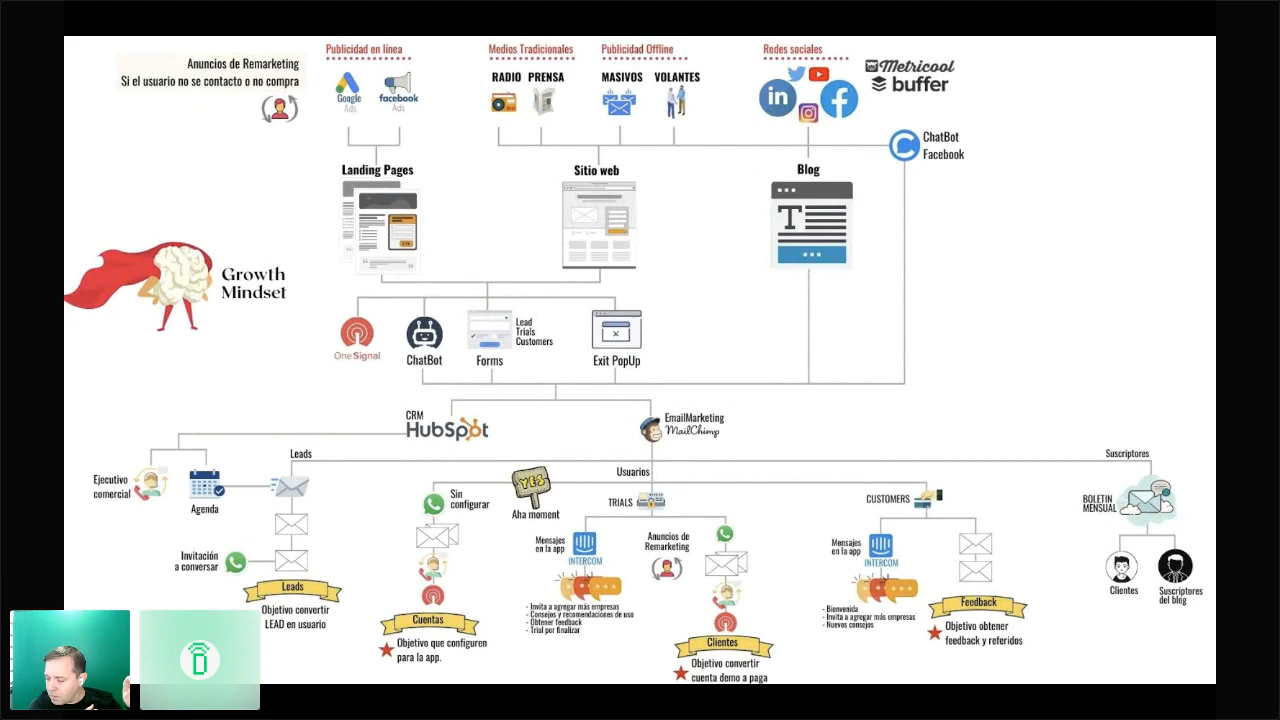 Anuncios de Remarketing
Si el usuario no se contacto o no compra
Publicidad en línea
Google
Ads
facebook
Ads
Medios Tradicionales
RADIO
PRENSA
Publicidad Offline
MASIVOS
VOLANTES
Redes sociales
Metricool
buffer
ChatBot
Facebook
Landing Pages
Sitio web
Blog
Growth
Mindset
OneSignal
ChatBot
Forms
Lead
Trials
Customers
Exit PopUp
CRM
HubSpot
EmailMarketing
MailChimp
Leads
Usuarios
Suscriptores
Ejecutivo
comercial
Agenda
Invitación
a conversar
Leads
Objetivo convertir
LEAD en usuario
Sin
configurar
YES
Aha moment
Cuentas
Objetivo que configuren
para la app.
TRIALS
Mensajes
en la app
INTERCOM
- Invita a agregar más empresas
- Consejos y recomendaciones de uso
- Obtener feedback
- Trial por finalizar
Anuncios de
Remarketing
Clientes
Objetivo convertir
cuenta demo a paga
CUSTOMERS
Mensajes
en la app
INTERCOM
- Bienvenida
- Invita a agregar más empresas
- Nuevos consejos
Feedback
Objetivo obtener
feedback y referidos
BOLETIN
MENSUAL
Clientes
Suscriptores
del blog